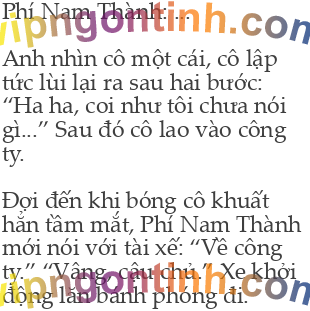 Phí Nam Thành: ...
vipngontinh.com
Anh nhìn cô một cái, cô lập
tức lùi lại ra sau hai bước:
“Ha ha, coi như tôi chưa nói
gì...” Sau đó cô lao vào công
ty.
Đợi đến khi bóng cô khuất
hẳn tầm mắt, Phí Nam Thành
mới nói với tài xế: “Về công
ty.” “Vâng, cậu chủ.” Xe khởi
động lăn bánh phóng đi.
vipngontinh.com